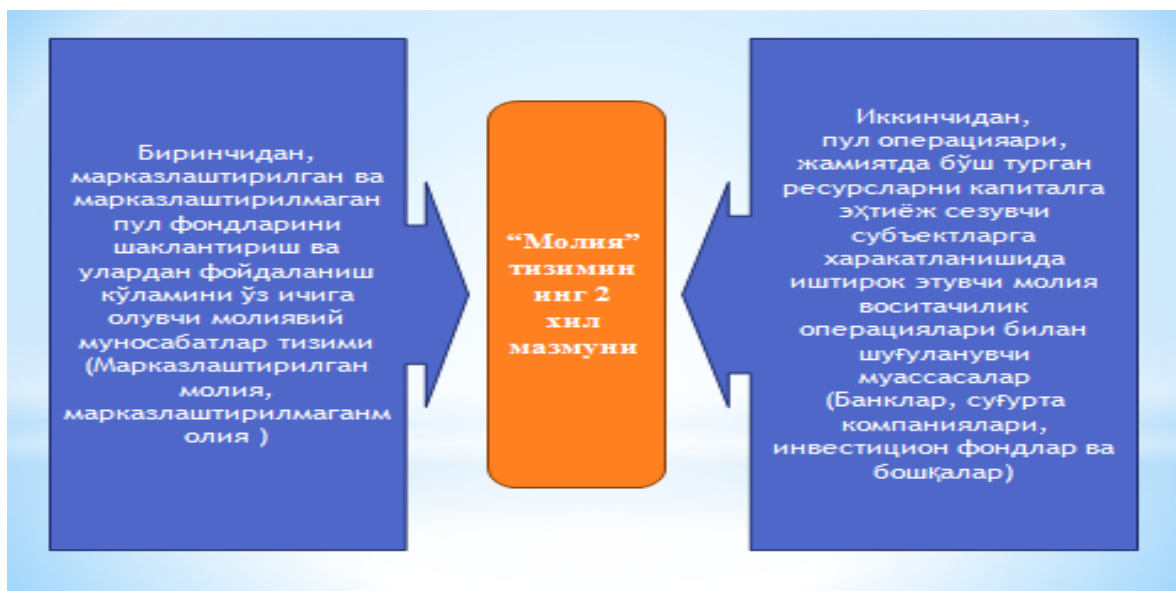 Биринчидан,
марказлаштирилган ва
марказлаштирилмаган
пул фондларини
шакллантириш ва
улардан фойдаланиш
кўламини ўз ичига
олувчи молиявий
муносабатлар тизими
(Марказлаштирилган
молия,
марказлаштирилмаганм
олия )
“Молия”
тизимин
инг 2
хил
мазмуни
Иккинчидан,
пул операцияари,
жамиятда бўш турган
ресурсларни капиталга
эҳтиёж сезувчи
субъектларга
харакатланишида
иштирок этувчи молия
воситачилик
операциялари билан
шуғуланувчи
муассасалар
(Банклар, суғурта
компаниялари,
инвестицион фондлар ва
бошқалар)